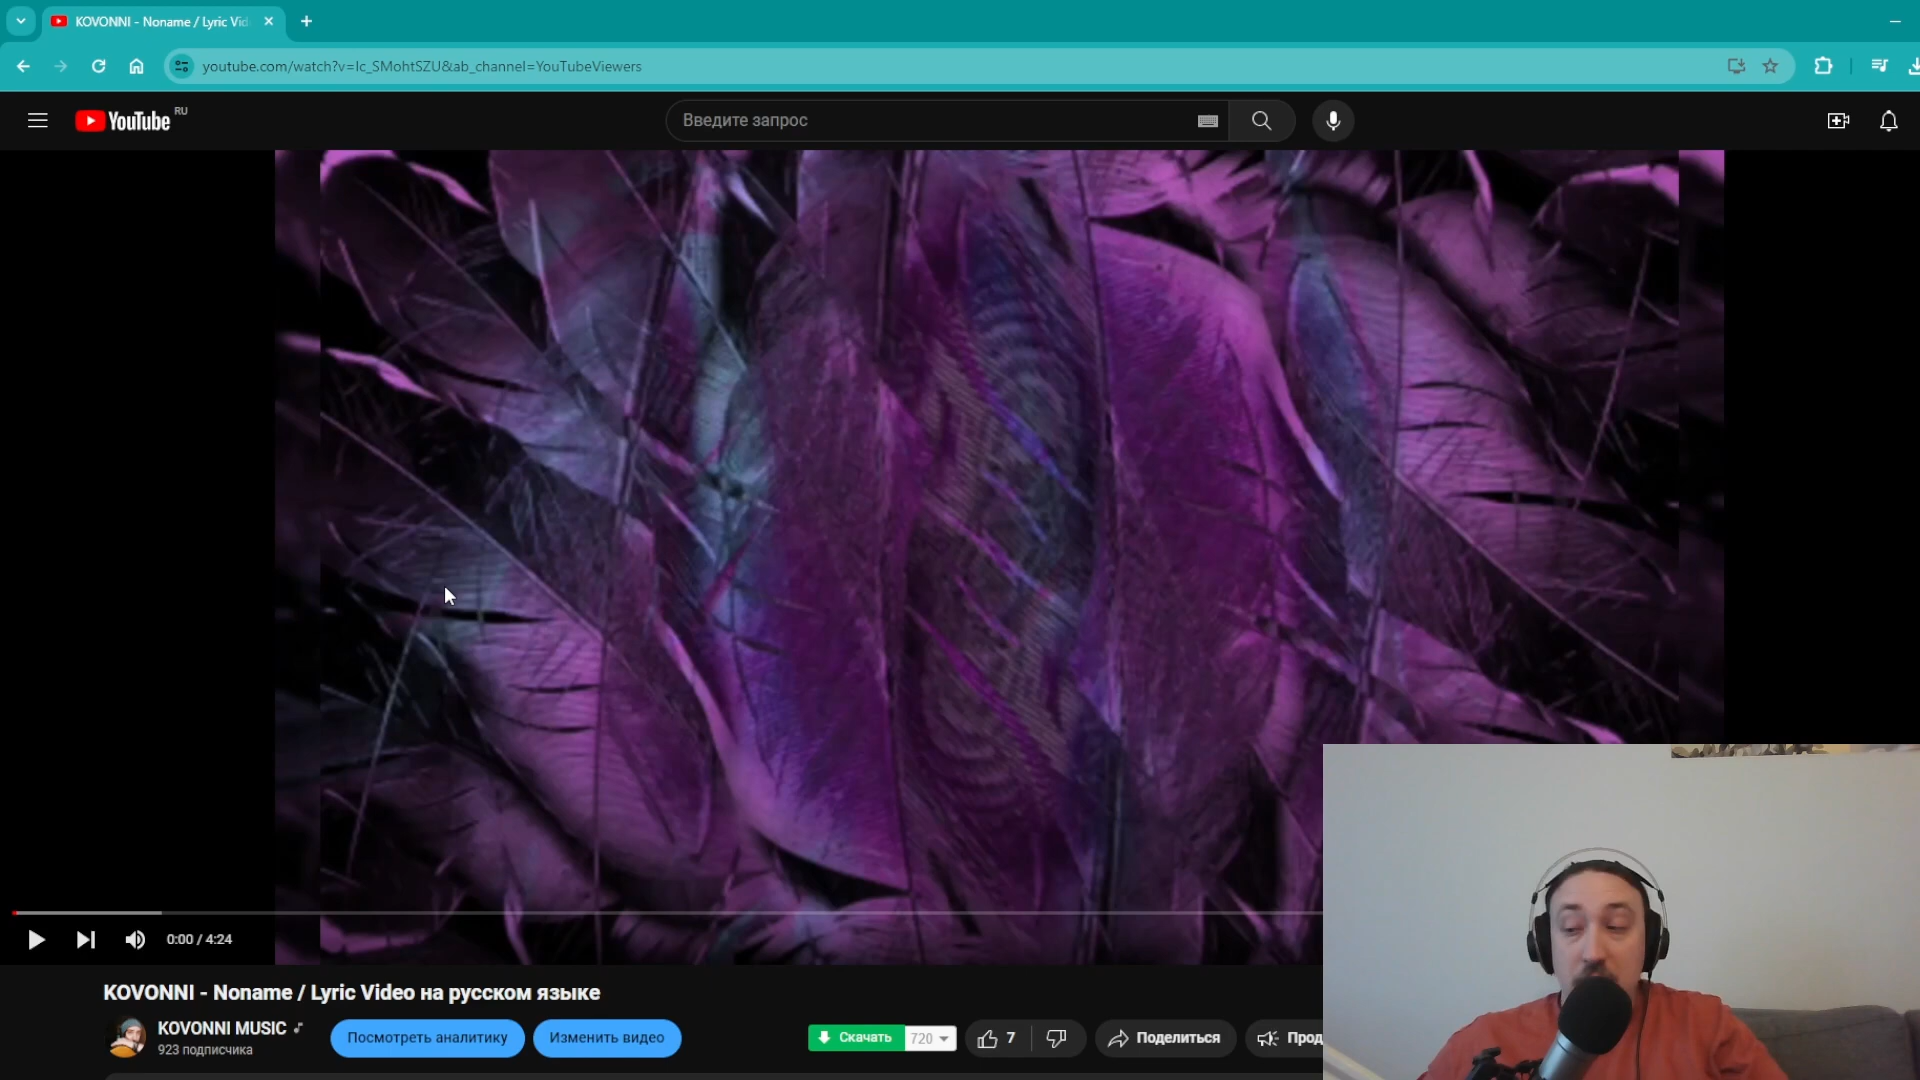 KOVONNI - Noname / Lyric Vid
youtube.com/watch?v=Ic_SMohtSZU&ab_channel=YouTubeViewers
YouTube RU
Введите запрос
0:00 / 4:24
KOVONNI - Noname / Lyric Video на русском языке
KOVONNI MUSIC
923 подписчика
Посмотреть аналитику
Изменить видео
Скачать
720
7
Поделиться
Прод